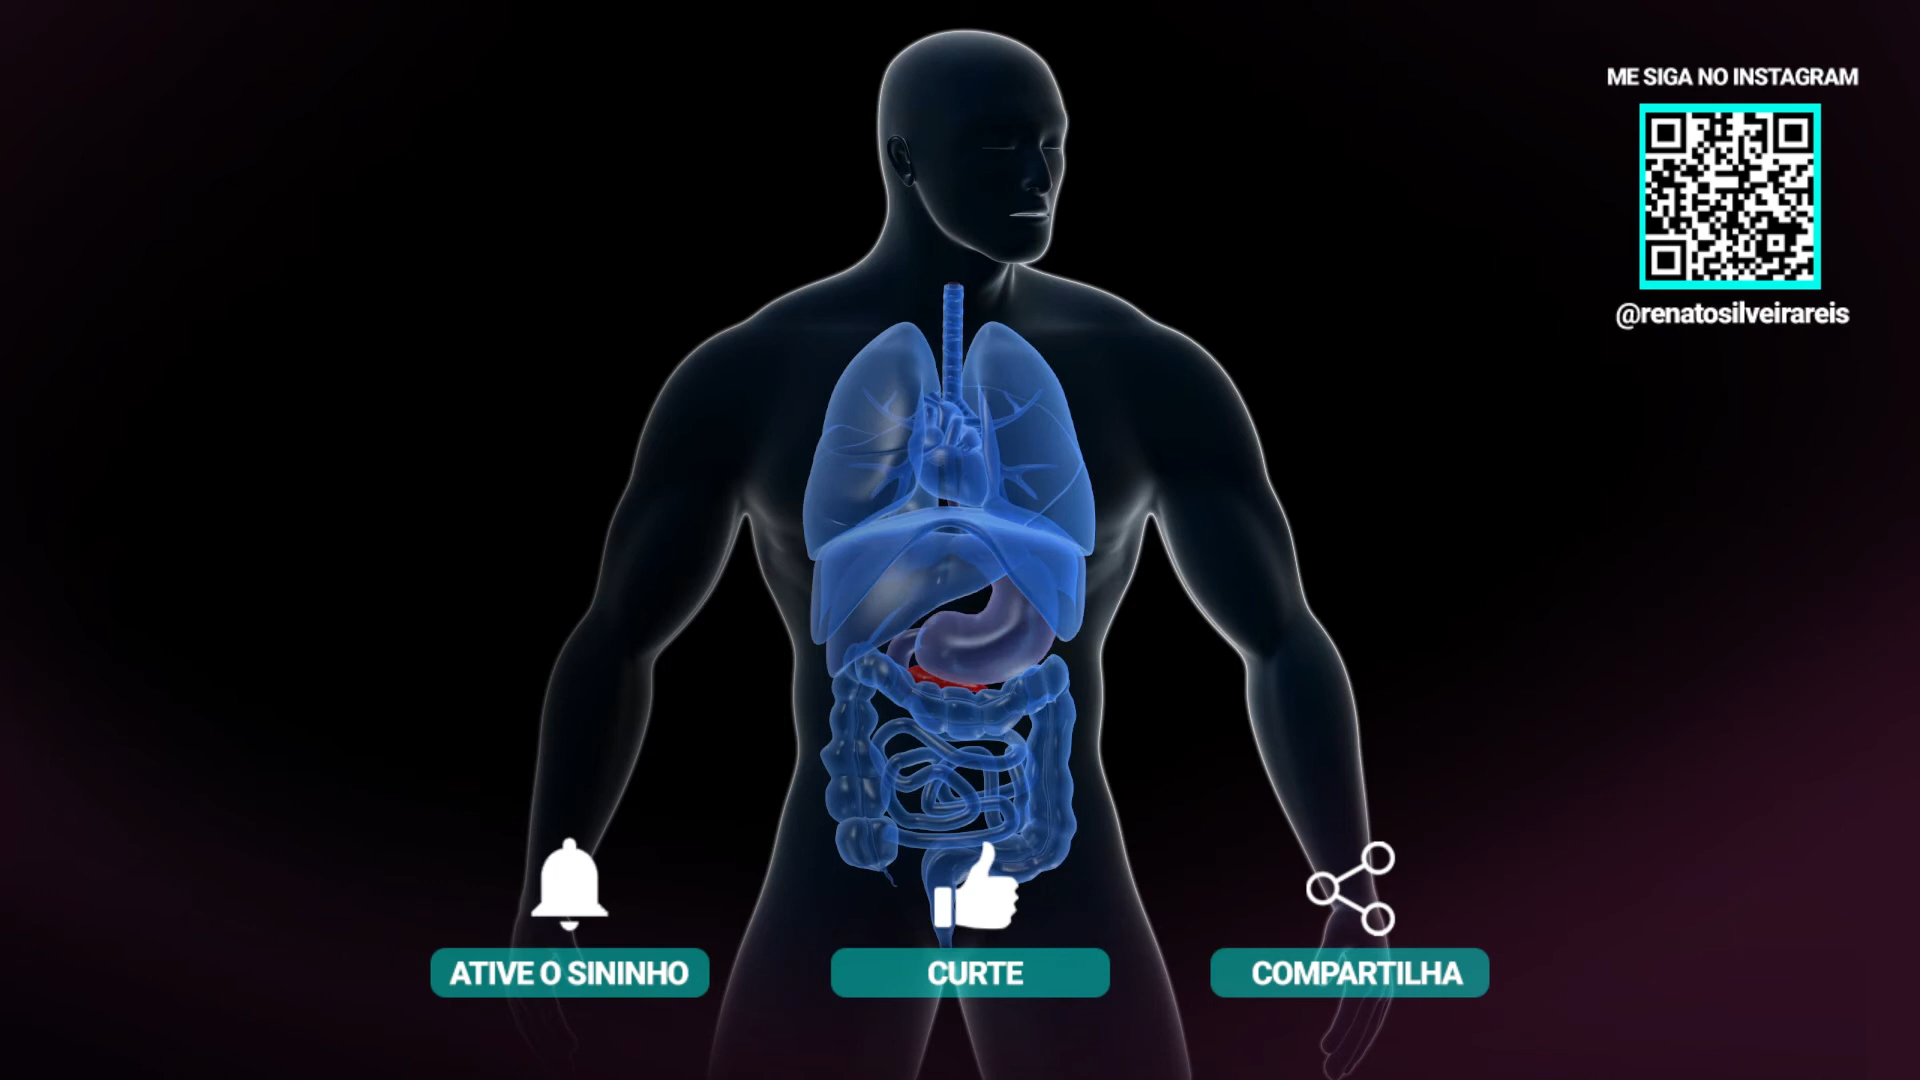 ME SIGA NO INSTAGRAM
@renatosilveirareis
ATIVE O SININHO
CURTE
COMPARTILHA